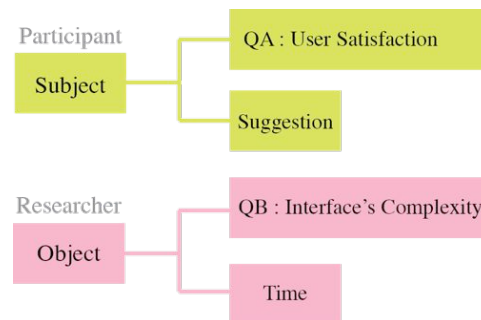 Participant
Subject
QA : User Satisfaction
Suggestion
Researcher
Object
QB : Interface's Complexity
Time